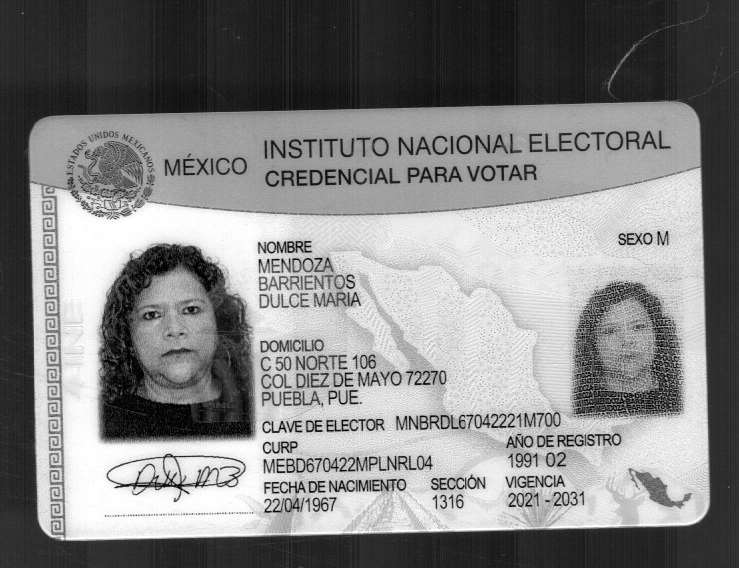 ESTADOS UNIDOS MEXICANOS
MÉXICO
INSTITUTO NACIONAL ELECTORAL
CREDENCIAL PARA VOTAR
NOMBRE
MENDOZA
BARRIENTOS
DULCE MARIA
SEXO M
DOMICILIO
C 50 NORTE 106
COL DIEZ DE MAYO 72270
PUEBLA, PUE.
CLAVE DE ELECTOR MNBRDL67042221M700
CURP
MEBD670422MPLNRL04
AÑO DE REGISTRO
1991 02
FECHA DE NACIMIENTO
22/04/1967
SECCIÓN
1316
VIGENCIA
2021 - 2031
INE